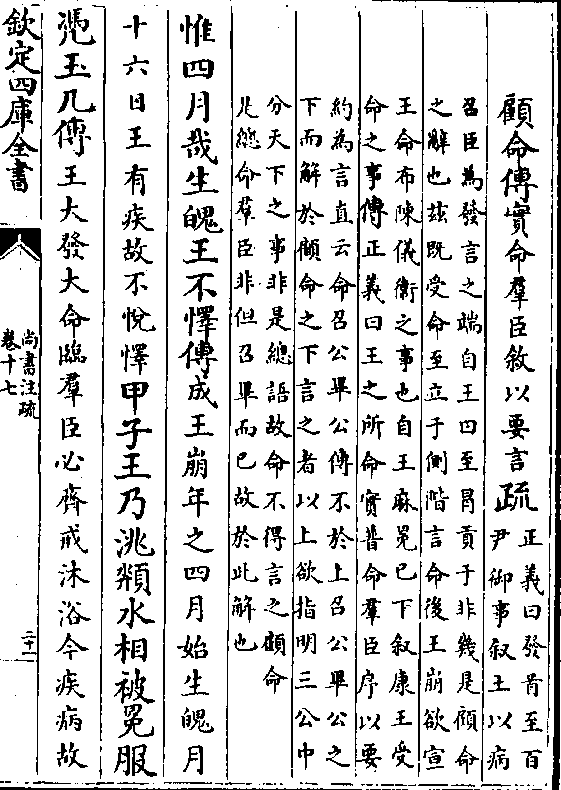 顧命傳實命羣臣敘以要言疏
正義曰發首至百
尹御事叙王以病
召臣為發言之端自王曰至冒貢于非幾是顧命
之辭也茲既受命至立于側階言命後王崩欲宣
王命布陳儀衞之事也自王麻冕已下叙康王受
命之事傳正義曰王之所命實普命羣臣序以要
約為言直云命召公畢公傳不於上召公畢公之
下而解於顧命之下言之者以上欲指明三公中
分天下之事非是總語故命不得言之顧命
是總命羣臣非但召畢而已故於此解也
惟四月哉生魄王不懌傳成王崩年之四月始生魄月
十六日王有疾故不悅懌甲子王乃洮頮水相被冕服
憑玉几傳王大發大命臨羣臣必齊戒沐浴今疾病故
欽定四庫全書
尚書注疏
卷十七
二十一